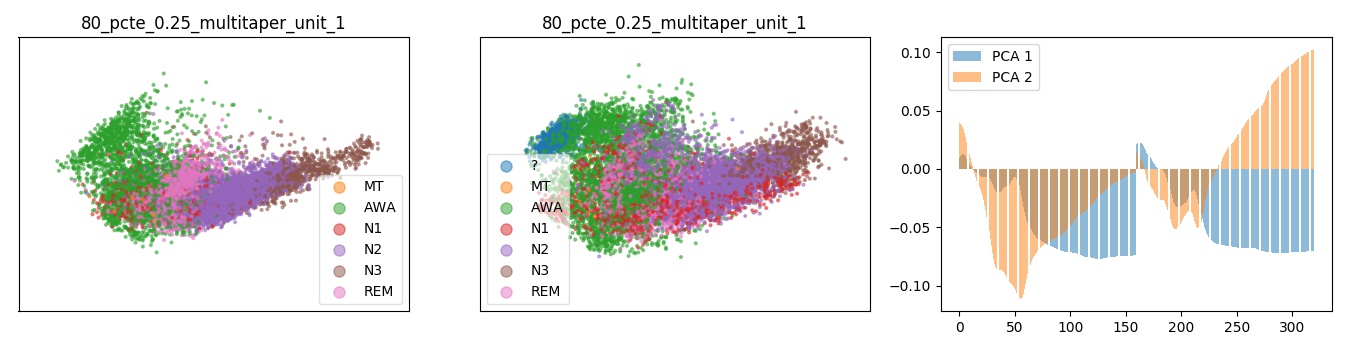 80_pcte_0.25_multitaper_unit_1
MT
AWA
N1
N2
N3
REM
80_pcte_0.25_multitaper_unit_1
?
MT
AWA
N1
N2
N3
REM
PCA 1
PCA 2
0.10
0.05
0.00
−0.05
−0.10
0 50 100 150 200 250 300